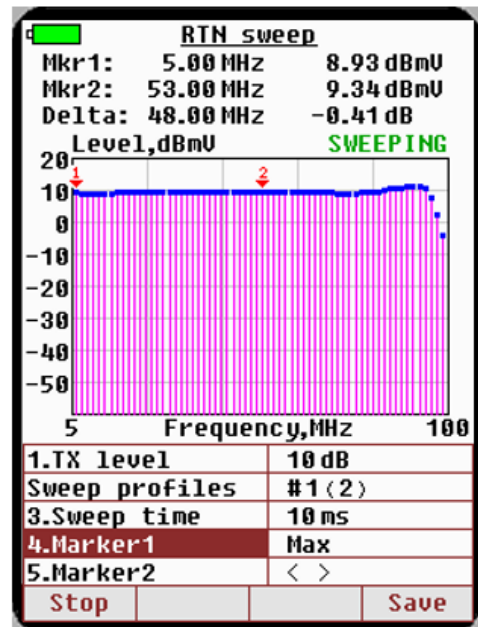 RTN sweep
Mkr1: 5.00 MHz 8.93 dBmV
Mkr2: 53.00 MHz 9.34 dBmV
Delta: 48.00 MHz -0.41 dB
Level,dBmV SWEEPING
20
1 2
10
0
-10
-20
-30
-40
-50
5 Frequency,MHz 100
1.TX level 10 dB
Sweep profiles #1(2)
3.Sweep time 10 ms
4.Marker1 Max
5.Marker2 < >
Stop Save